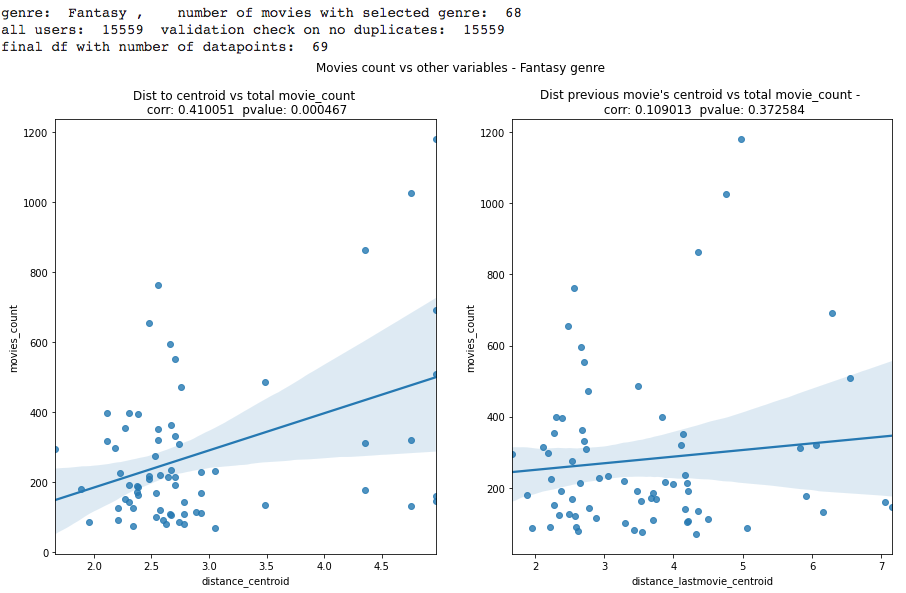 genre:  Fantasy ,    number of movies with selected genre:  68
all users:  15559  validation check on no duplicates:  15559
final df with number of datapoints:  69
Movies count vs other variables - Fantasy genre
Dist to centroid vs total movie_count
corr: 0.410051  pvalue: 0.000467
1200
1000
800
600
400
200
0
movies_count
2.0 2.5 3.0 3.5 4.0 4.5
distance_centroid
Dist previous movie's centroid vs total movie_count -
corr: 0.109013  pvalue: 0.372584
1200
1000
800
600
400
200
movies_count
2 3 4 5 6 7
distance_lastmovie_centroid